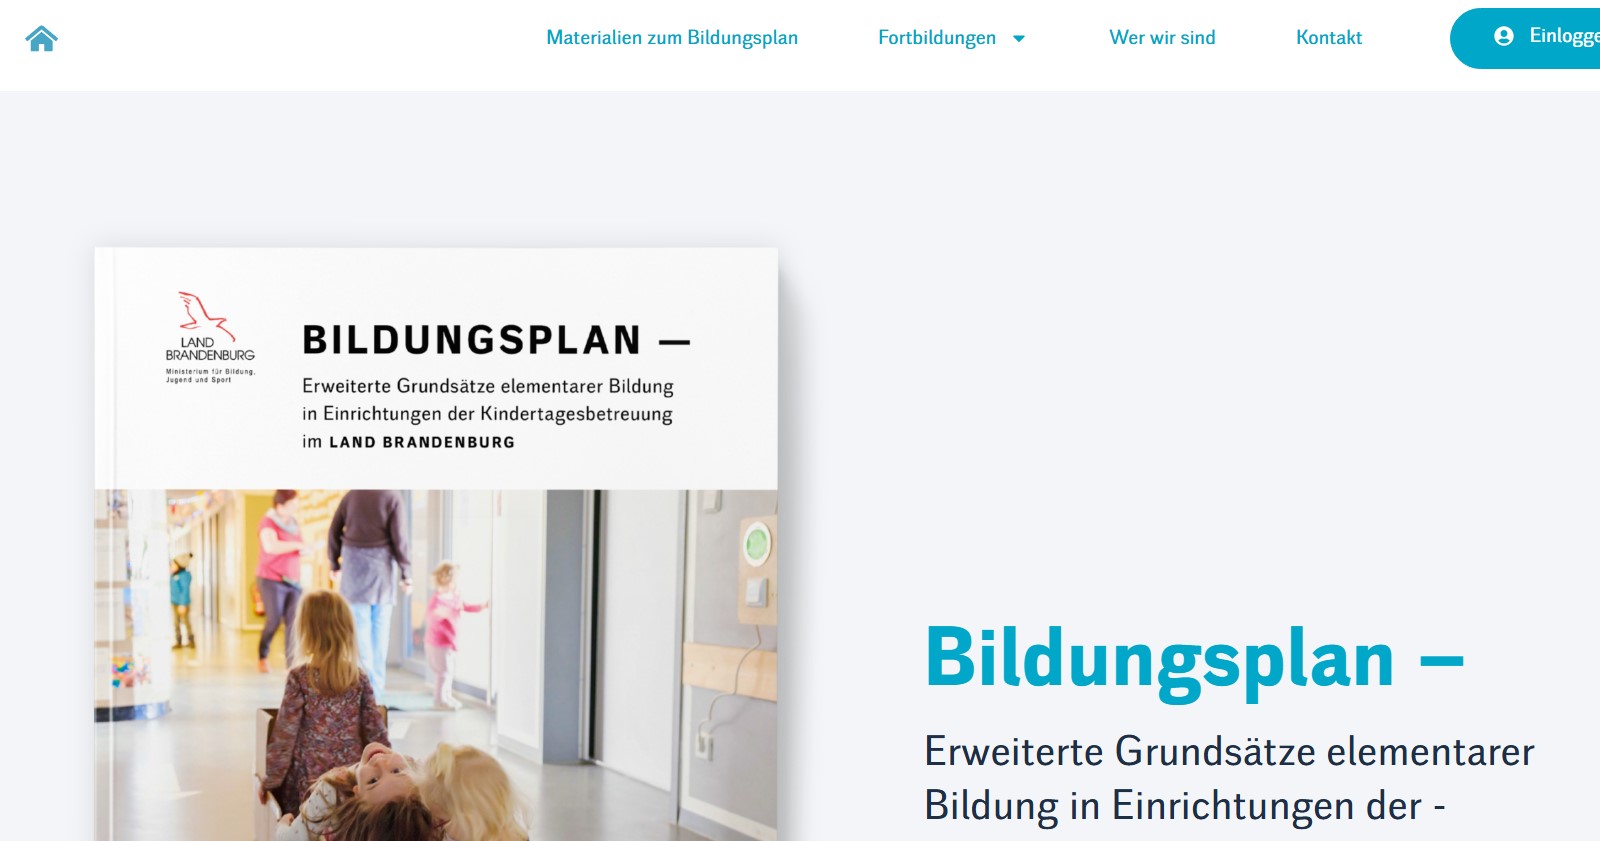 Materialien zum Bildungsplan
Fortbildungen
Wer wir sind
Kontakt
LAND
BRANDENBURG
Ministerium für Bildung,
Jugend und Sport
BILDUNGSPLAN —
Erweiterte Grundsätze elementarer Bildung
in Einrichtungen der Kindertagesbetreuung
im LAND BRANDENBURG
Bildungsplan –
Erweiterte Grundsätze elementarer
Bildung in Einrichtungen der -